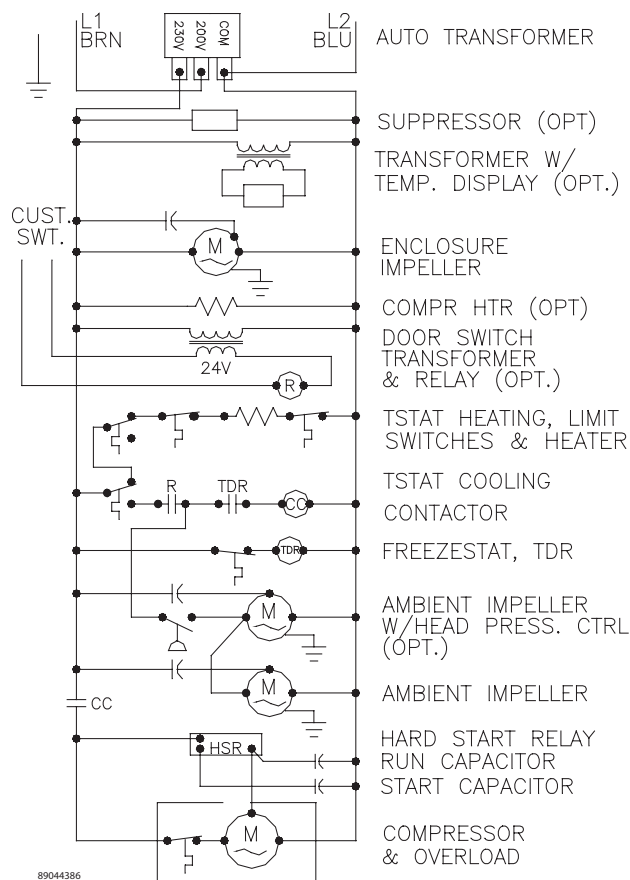 L1
BRN
230V
200V
COM
L2
BLU
AUTO TRANSFORMER
SUPPRESSOR (OPT)
TRANSFORMER W/
TEMP. DISPLAY (OPT.)
CUST.
SWT.
M
ENCLOSURE
IMPELLER
COMPR HTR (OPT)
DOOR SWITCH
TRANSFORMER
& RELAY (OPT.)
24V
R
TSTAT HEATING, LIMIT
SWITCHES & HEATER
TSTAT COOLING
R
TDR
CC
CONTACTOR
TDR
FREEZESTAT, TDR
M
AMBIENT IMPELLER
W/HEAD PRESS. CTRL
(OPT.)
M
AMBIENT IMPELLER
CC
HARD START RELAY
HSR
RUN CAPACITOR
START CAPACITOR
M
COMPRESSOR
& OVERLOAD
89044386